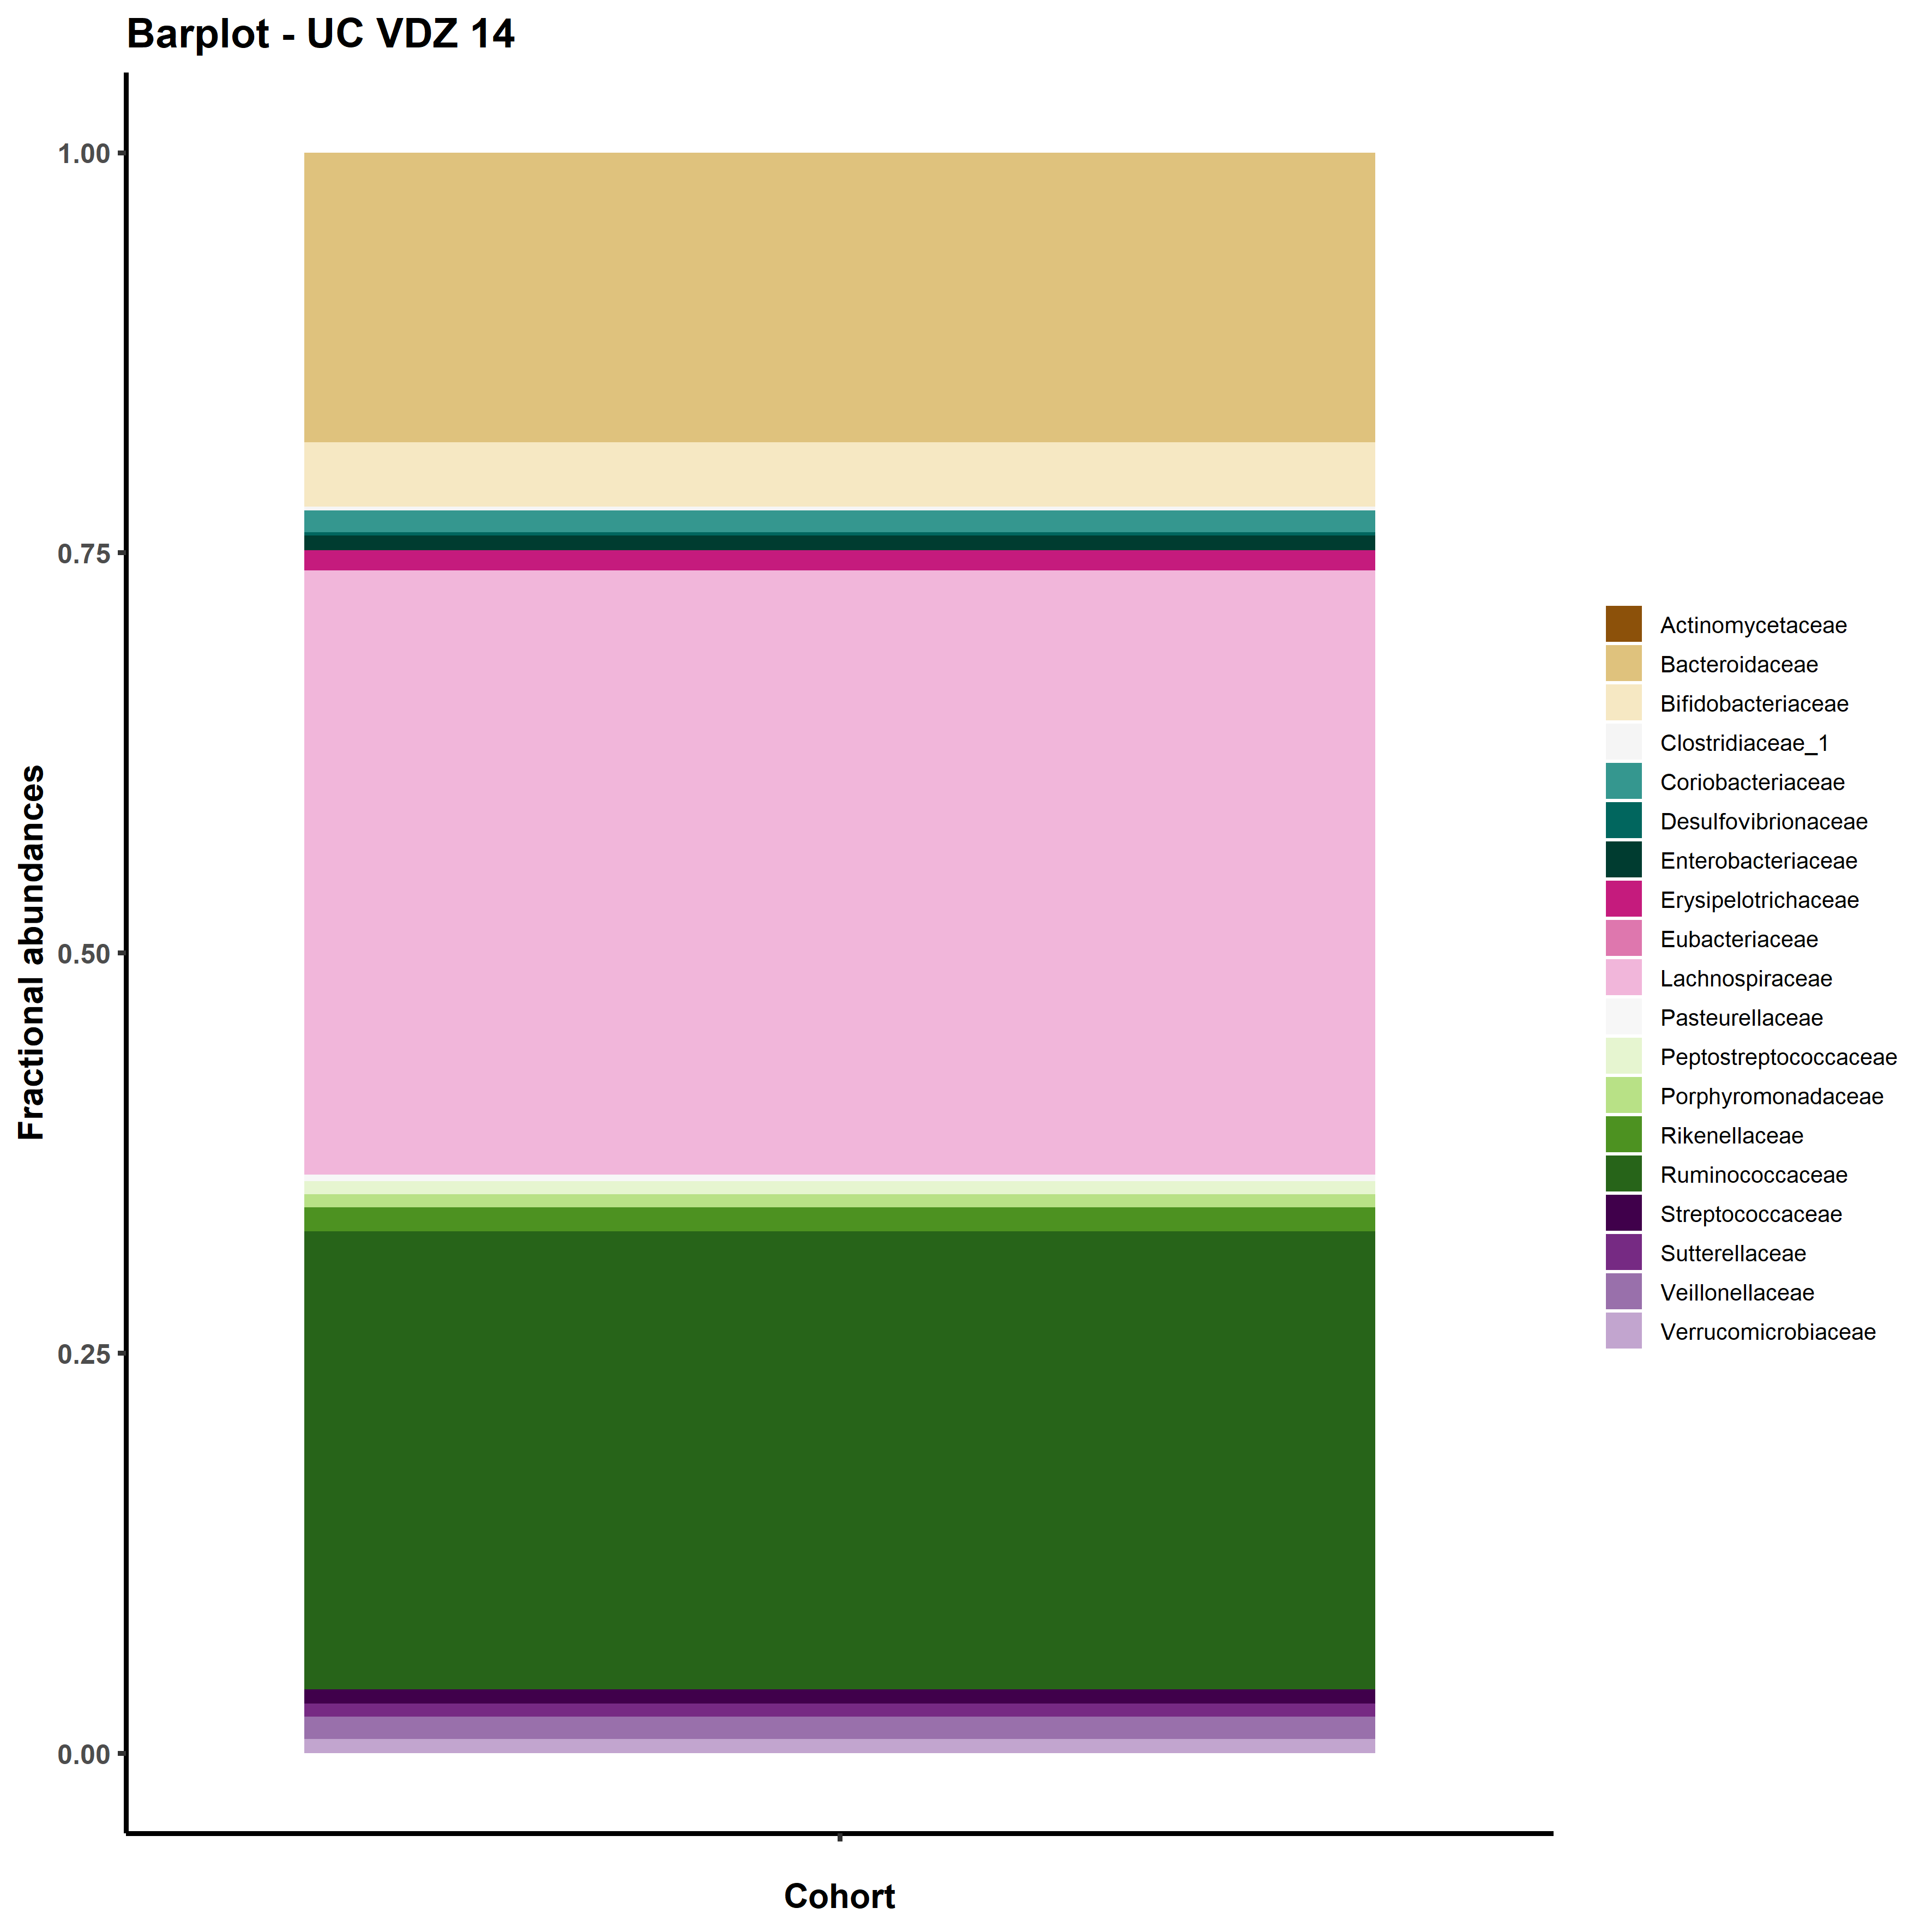 Barplot - UC VDZ 14
Fractional abundances
1.00
0.75
0.50
0.25
0.00
Cohort
Actinomycetaceae
Bacteroidaceae
Bifidobacteriaceae
Clostridiaceae_1
Coriobacteriaceae
Desulfovibrionaceae
Enterobacteriaceae
Erysipelotrichaceae
Eubacteriaceae
Lachnospiraceae
Pasteurellaceae
Peptostreptococcaceae
Porphyromonadaceae
Rikenellaceae
Ruminococcaceae
Streptococcaceae
Sutterellaceae
Veillonellaceae
Verrucomicrobiaceae